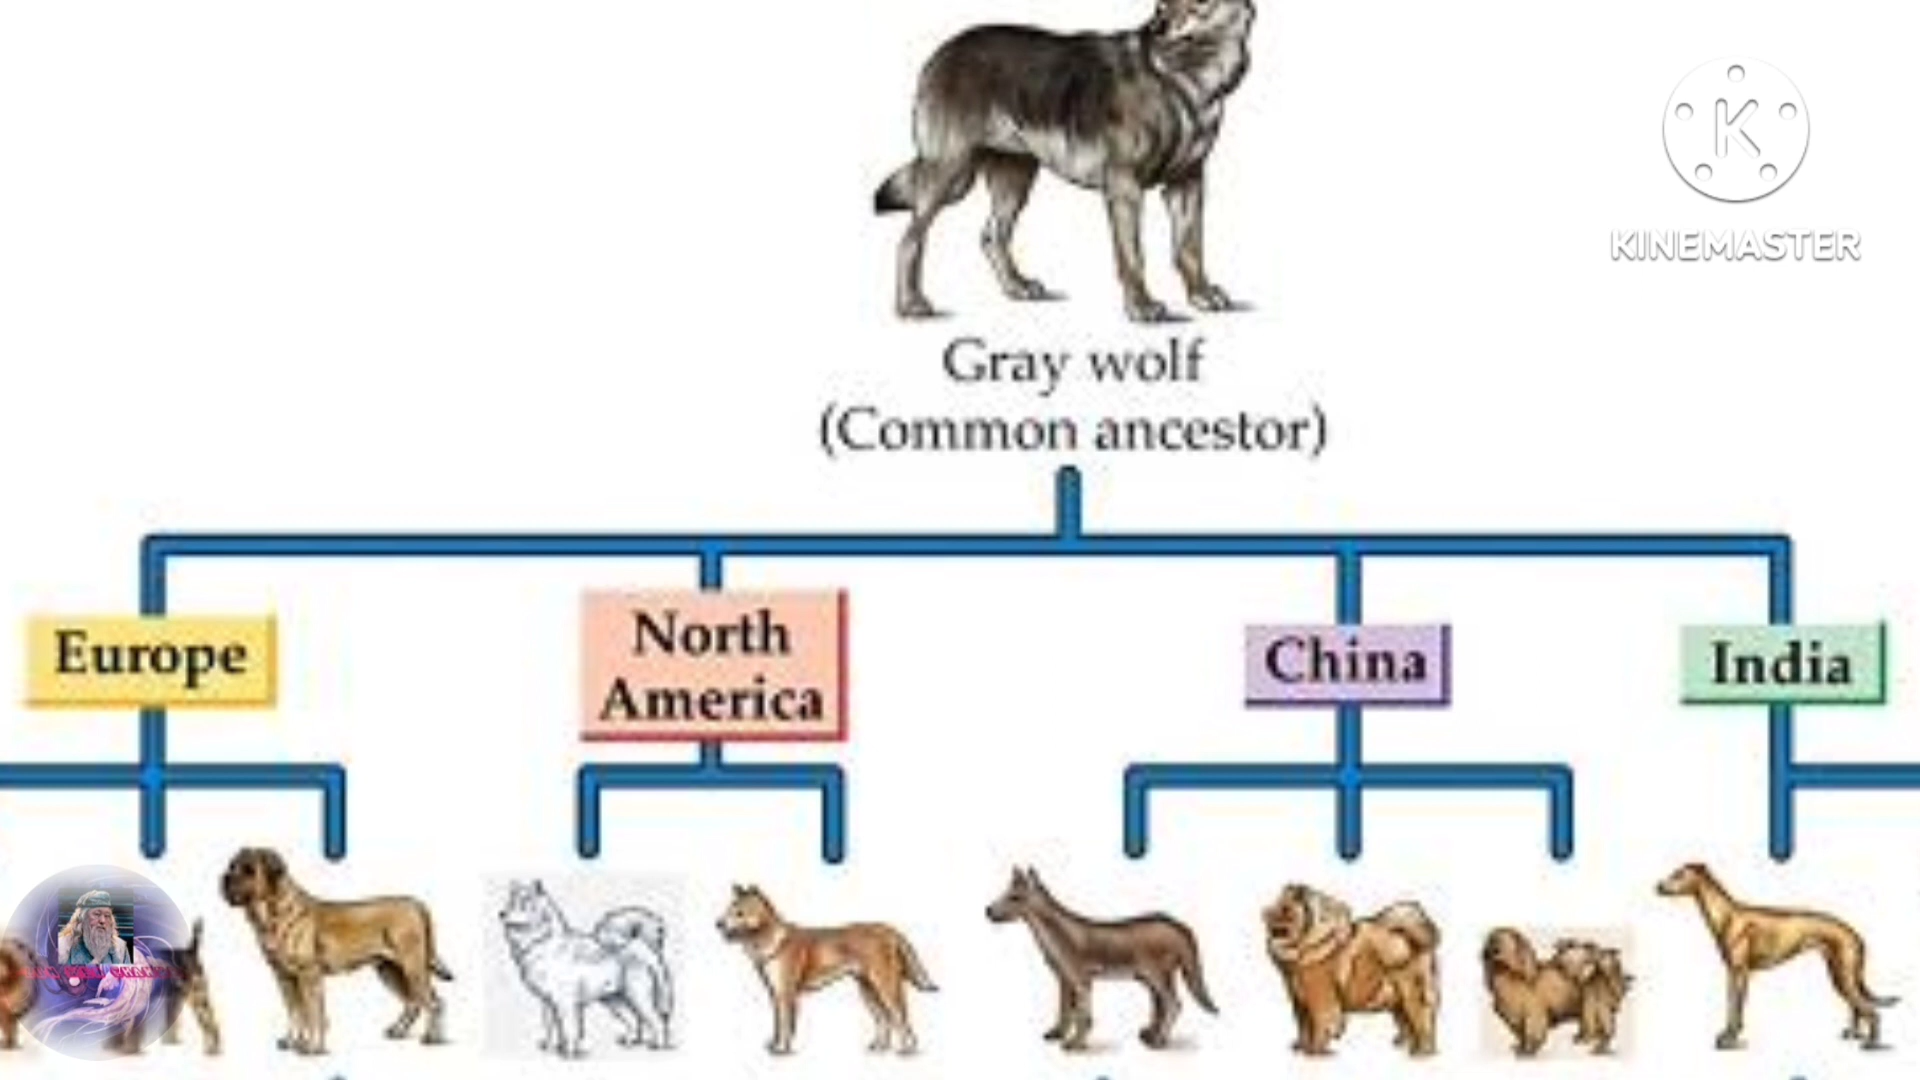 K
KINEMASTER
Gray wolf
(Common ancestor)
Europe
North
America
China
India